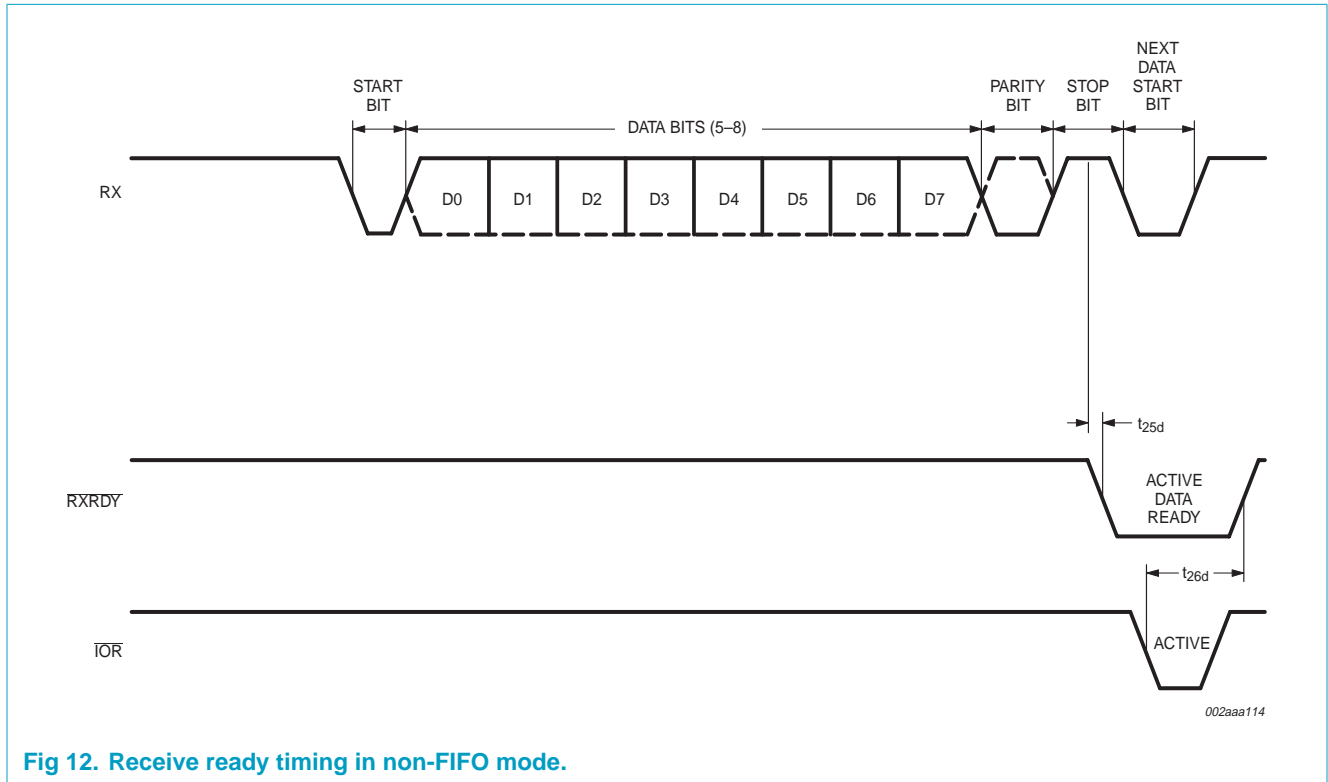 START
BIT
DATA BITS (5–8)
PARITY
BIT
STOP
BIT
NEXT
DATA
START
BIT
RX
D0
D1
D2
D3
D4
D5
D6
D7
t25d
RXRDY
ACTIVE
DATA
READY
t26d
IOR
ACTIVE
002aaa114
Fig 12. Receive ready timing in non-FIFO mode.